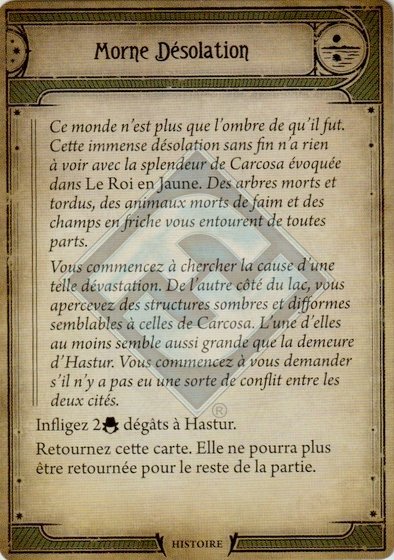 Morne Désolation
Ce monde n'est plus que l'ombre de qu'il fut.
Cette immense désolation sans fin n'a rien
à voir avec la splendeur de Carcosa évoquée
dans Le Roi en Jaune. Des arbres morts et
tordus, des animaux morts de faim et des
champs en friche vous entourent de toutes
parts.
Vous commencez à chercher la cause d'une
telle dévastation. De l'autre côté du lac, vous
apercevez des structures sombres et difformes
semblables à celles de Carcosa. L'une d'elles
au moins semble aussi grande que la demeure
d'Hastur. Vous commencez à vous demander
s'il n'y a pas eu une sorte de conflit entre les
deux cités.
Infligez 2 dégâts à Hastur.
Retournez cette carte. Elle ne pourra plus
être retournée pour le reste de la partie.
®
HISTOIRE